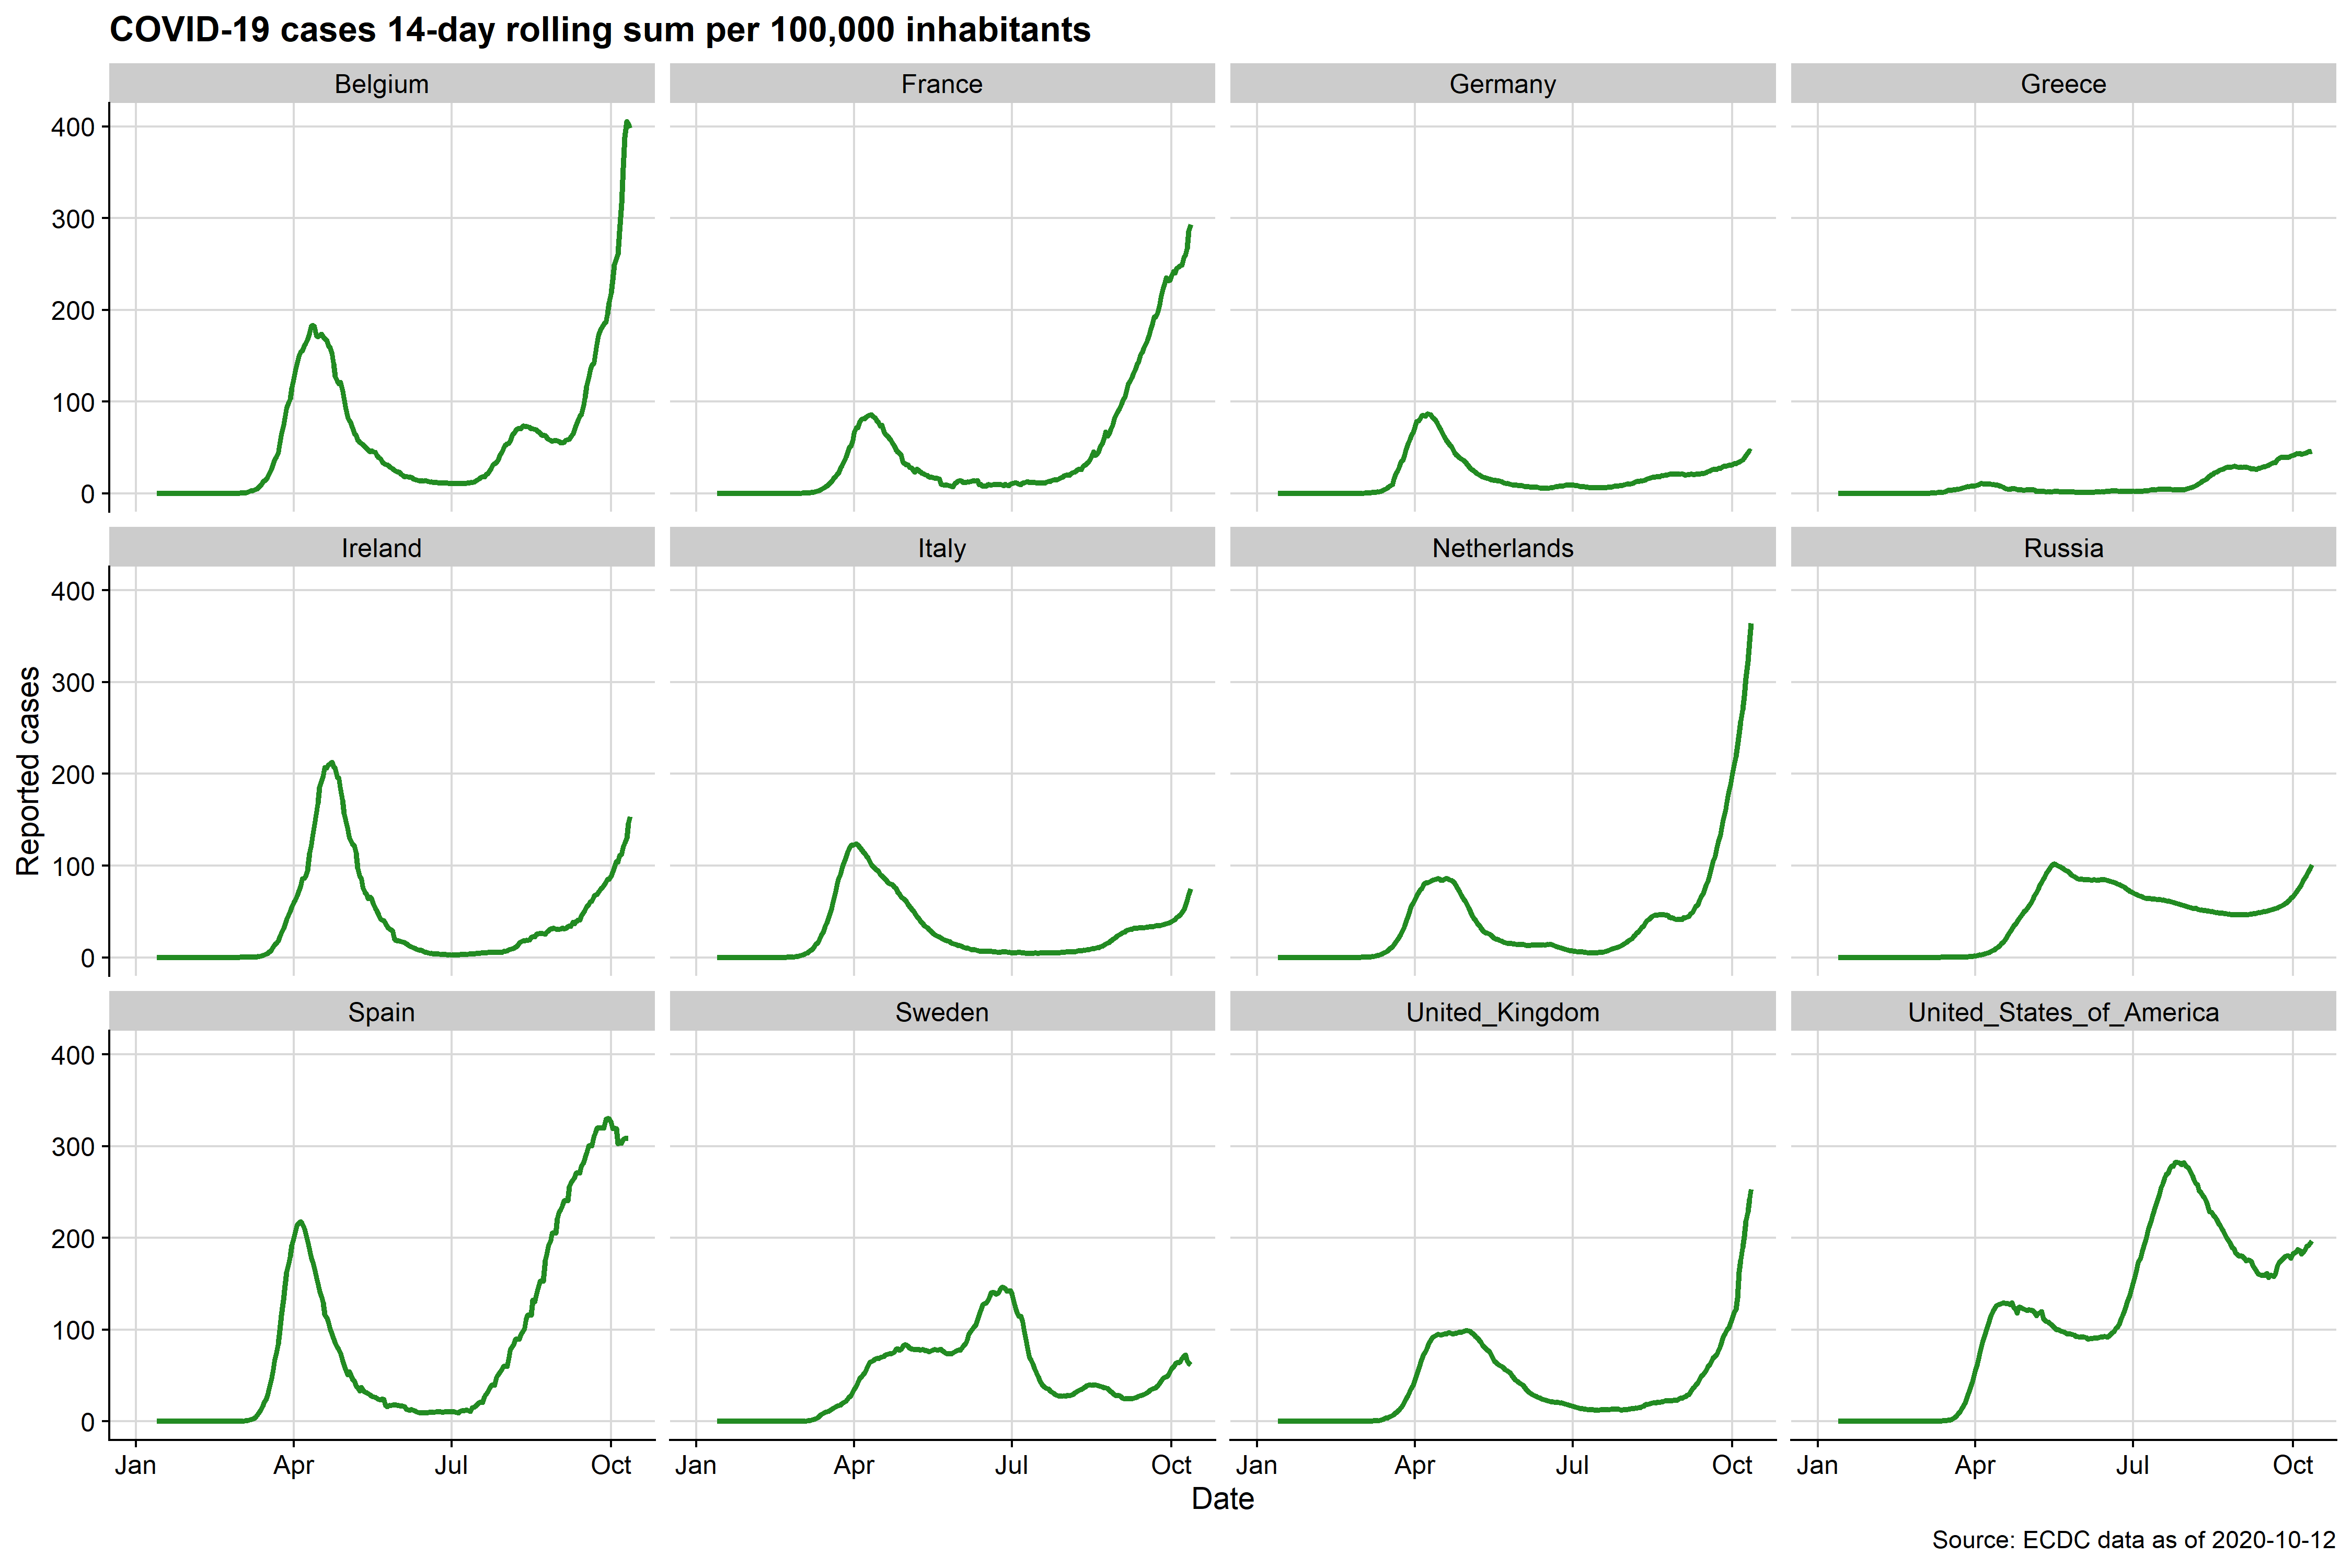 COVID-19 cases 14-day rolling sum per 100,000 inhabitants
Belgium
France
Germany
Greece
400
300
200
100
0
Ireland
Italy
Netherlands
Russia
400
300
200
100
0
Reported cases
Spain
Sweden
United_Kingdom
United_States_of_America
400
300
200
100
0
Jan Apr Jul Oct
Jan Apr Jul Oct
Jan Apr Jul Oct
Jan Apr Jul Oct
Date
Source: ECDC data as of 2020-10-12